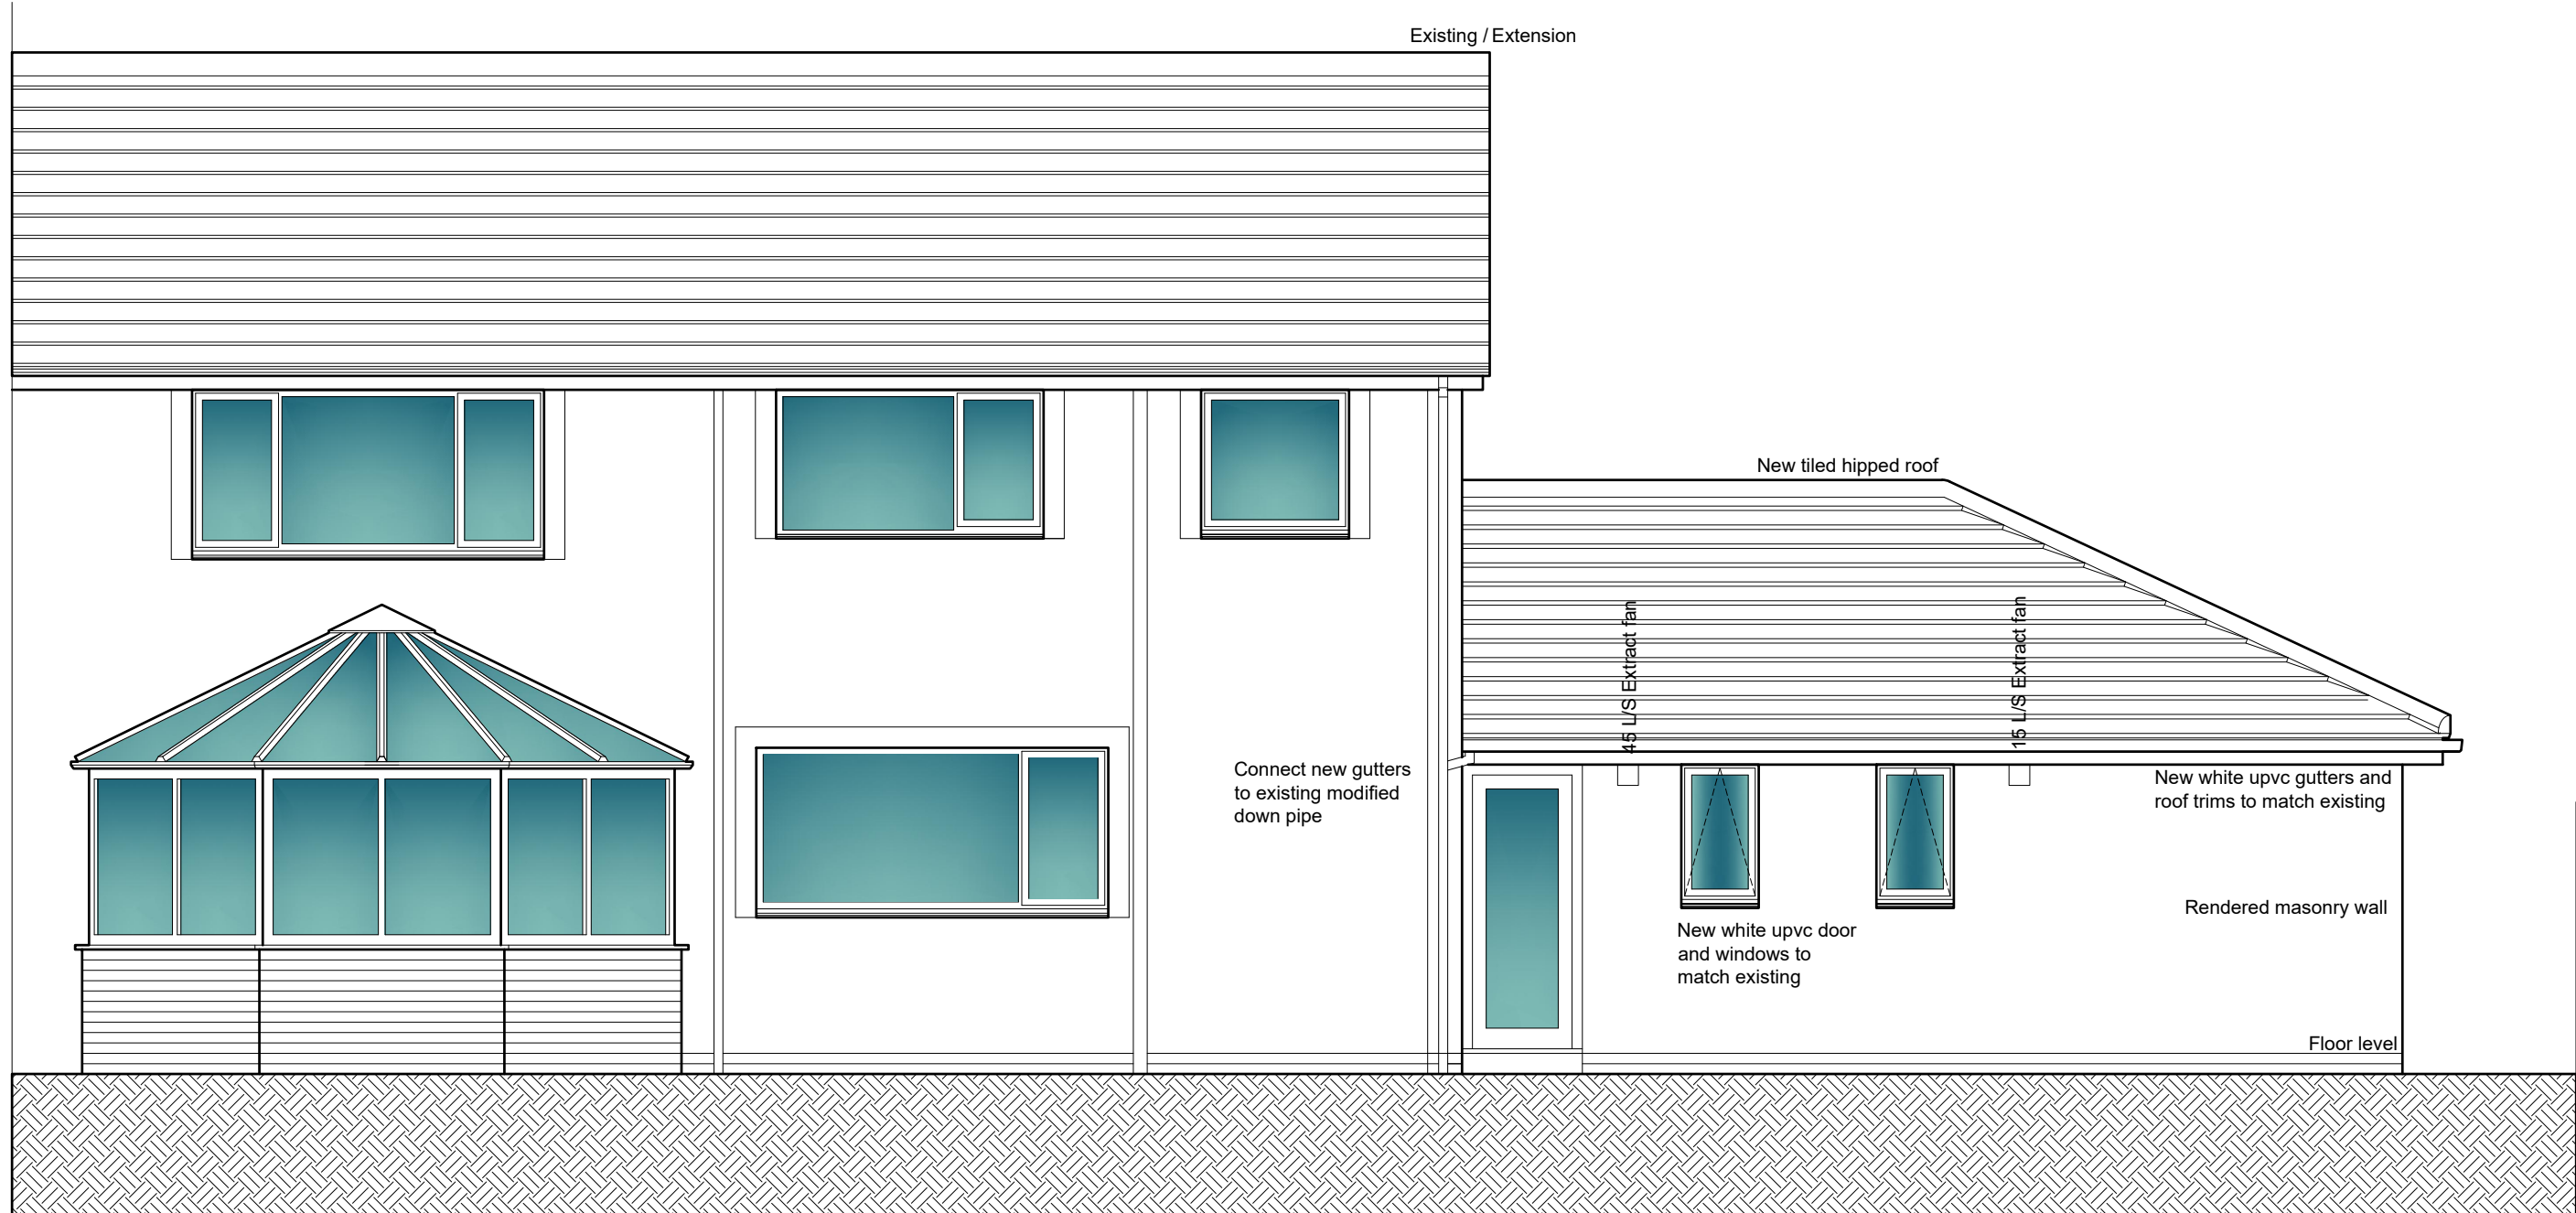 Existing / Extension
New tiled hipped roof
45 L/S Extract fan
15 L/S Extract fan
Connect new gutters
to existing modified
down pipe
New white upvc gutters and
roof trims to match existing
Rendered masonry wall
New white upvc door
and windows to
match existing
Floor level